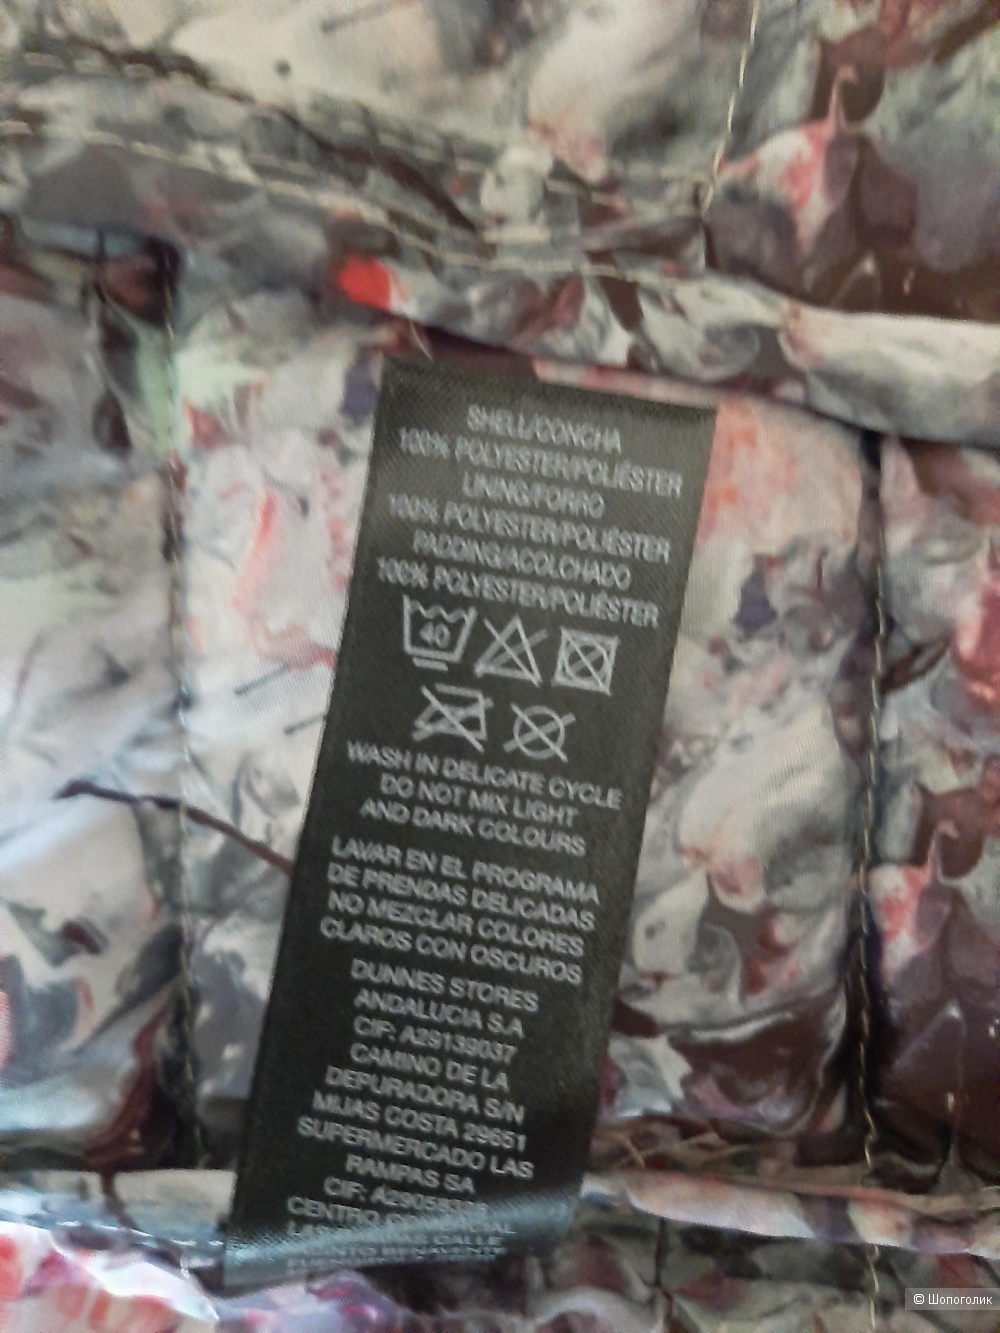 SHELL/CONCHA
100% POLYESTER/POLIÉSTER
LINING/FORRO
100% POLYESTER/POLIÉSTER
PADDING/ACOLCHADO
100% POLYESTER/POLIÉSTER
40
WASH IN DELICATE CYCLE
DO NOT MIX LIGHT
AND DARK COLOURS
LAVAR EN EL PROGRAMA
DE PRENDAS DELICADAS
NO MEZCLAR COLORES
CLAROS CON OSCUROS
DUNNES STORES
ANDALUCIA S.A
CIF: A29139037
CAMINO DE LA
DEPURADORA S/N
MIJAS COSTA 29651
SUPERMERCADO LAS
RAMPAS SA
CIF:
CENTRO COMERCIAL
CALLE
BENAVENTE
© Шопоголик